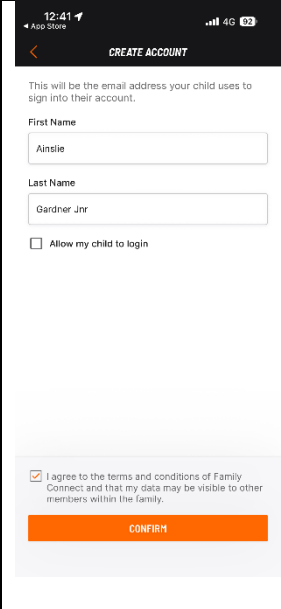 12:41
App Store
4G 92
CREATE ACCOUNT
This will be the email address your child uses to
sign into their account.
First Name
Ainslie
Last Name
Gardner Jnr
Allow my child to login
I agree to the terms and conditions of Family
Connect and that my data may be visible to other
members within the family.
CONFIRM